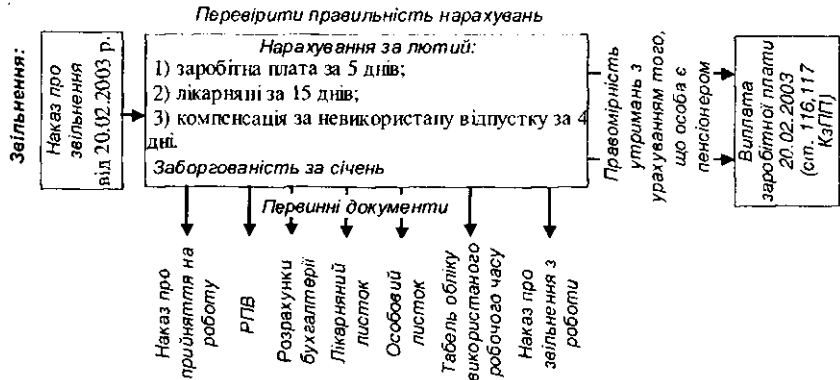 Перевірити правильність нарахувань
Звільнення:
Наказ про
звільнення
від 20.02.2003 р.
Нарахування за лютий:
1) заробітна плата за 5 днів;
2) лікарняні за 15 днів;
3) компенсація за невикористану відпустку за 4
дні.
Заборгованість за січень
Правомірність
утримань з
урахуванням того,
що особа є
пенсіонером
Виплата
заробітної плати
20.02.2003
(ст. 116,117
КзПП)
Первинні документи
Наказ про
прийняття на
роботу
РПВ
Розрахунки
бухгалтерії
Лікарняний
листок
Особовий
листок
Табель обліку
використаного
робочого часу
Наказ про
звільнення з
роботи